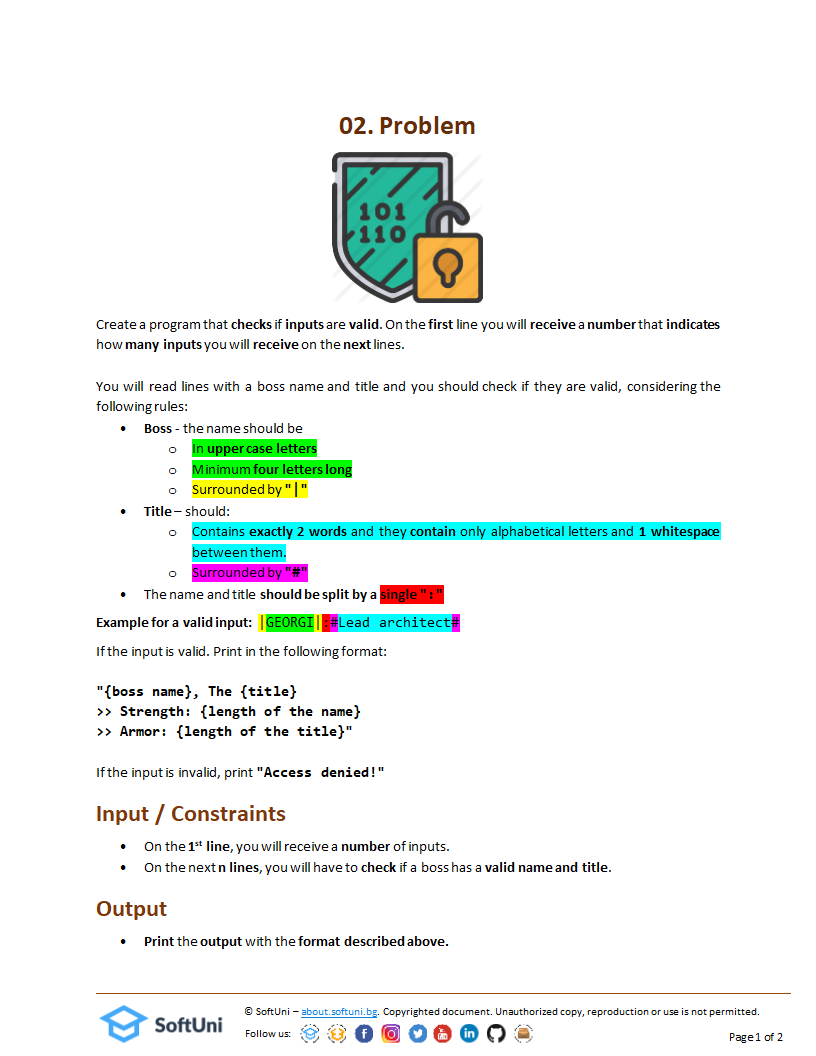 02. Problem
101
110
Create a program that checks if inputs are valid. On the first line you will receive a number that indicates
how many inputs you will receive on the next lines.
You will read lines with a boss name and title and you should check if they are valid, considering the
following rules:
• Boss - the name should be
o In upper case letters
o Minimum four letters long
o Surrounded by "|"
• Title – should:
o Contains exactly 2 words and they contain only alphabetical letters and 1 whitespace
between them.
o Surrounded by "#"
• The name and title should be split by a single ":"
Example for a valid input: |GEORGI|:#Lead architect#
If the input is valid. Print in the following format:
"{boss name}, The {title}
>> Strength: {length of the name}
>> Armor: {length of the title}"
If the input is invalid, print "Access denied!"
Input / Constraints
• On the 1st line, you will receive a number of inputs.
• On the next n lines, you will have to check if a boss has a valid name and title.
Output
• Print the output with the format described above.
SoftUni
© SoftUni – about.softuni.bg. Copyrighted document. Unauthorized copy, reproduction or use is not permitted.
Follow us:
Page 1 of 2